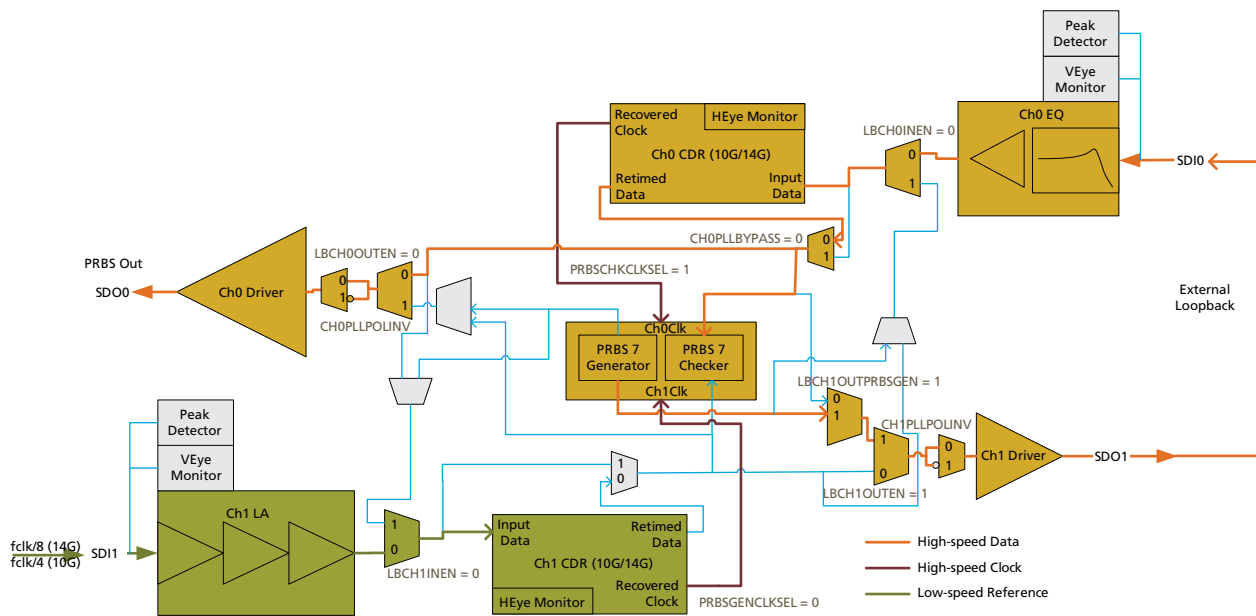 Peak
Detector
VEye
Monitor
Ch0 EQ
SDI0
LBCH0INEN = 0
0
1
Recovered
Clock
HEye Monitor
Ch0 CDR (10G/14G)
Retimed
Data
Input
Data
CH0PLLBYPASS = 0
0
1
PRBSCHKCLKSEL = 1
LBCH0OUTEN = 0
PRBS Out
SDO0
Ch0 Driver
0
1
0
1
CH0PLLPOLINV
External
Loopback
Ch0Clk
PRBS 7
Generator
PRBS 7
Checker
Ch1Clk
LBCH1OUTPRBSGEN = 1
0
1
CH1PLLPOLINV
1
0
0
1
Ch1 Driver
SDO1
LBCH1OUTEN = 1
Peak
Detector
VEye
Monitor
Ch1 LA
fclk/8 (14G)
fclk/4 (10G)
SDI1
1
0
LBCH1INEN = 0
1
0
Input
Data
Retimed
Data
Ch1 CDR (10G/14G)
HEye Monitor
Recovered
Clock
PRBSGENCLKSEL = 0
High-speed Data
High-speed Clock
Low-speed Reference